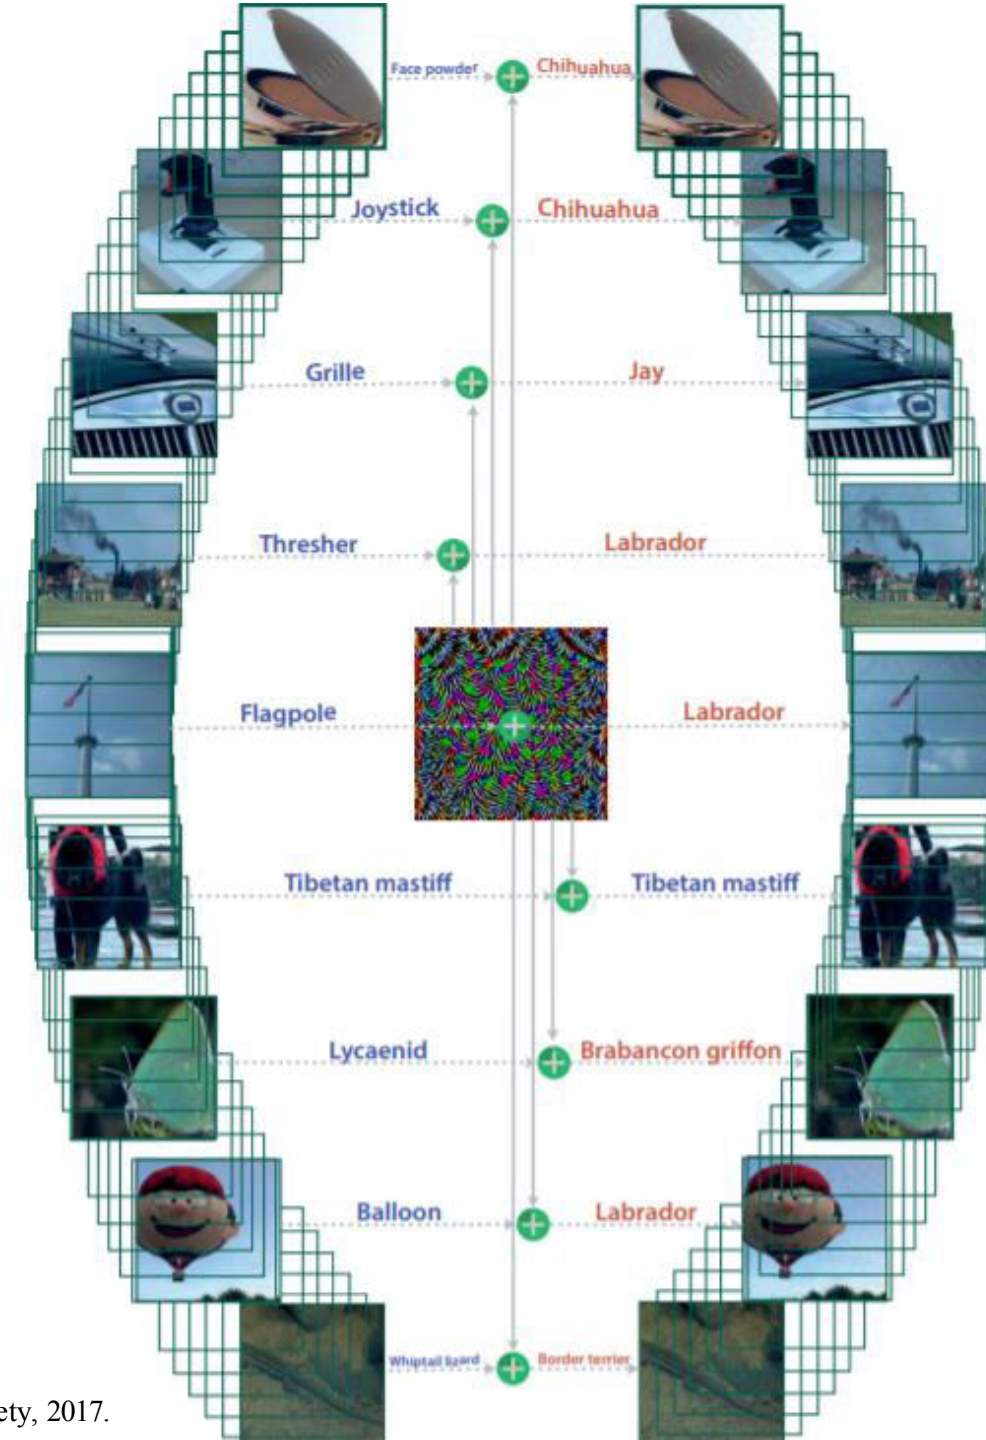 Face powder Chihuahua
Joystick Chihuahua
Grille Jay
Thresher Labrador
Flagpole Labrador
Tibetan mastiff Tibetan mastiff
Lycaenid Brabancon griffon
Balloon Labrador
Whiptail lizard Border terrier
ety, 2017.